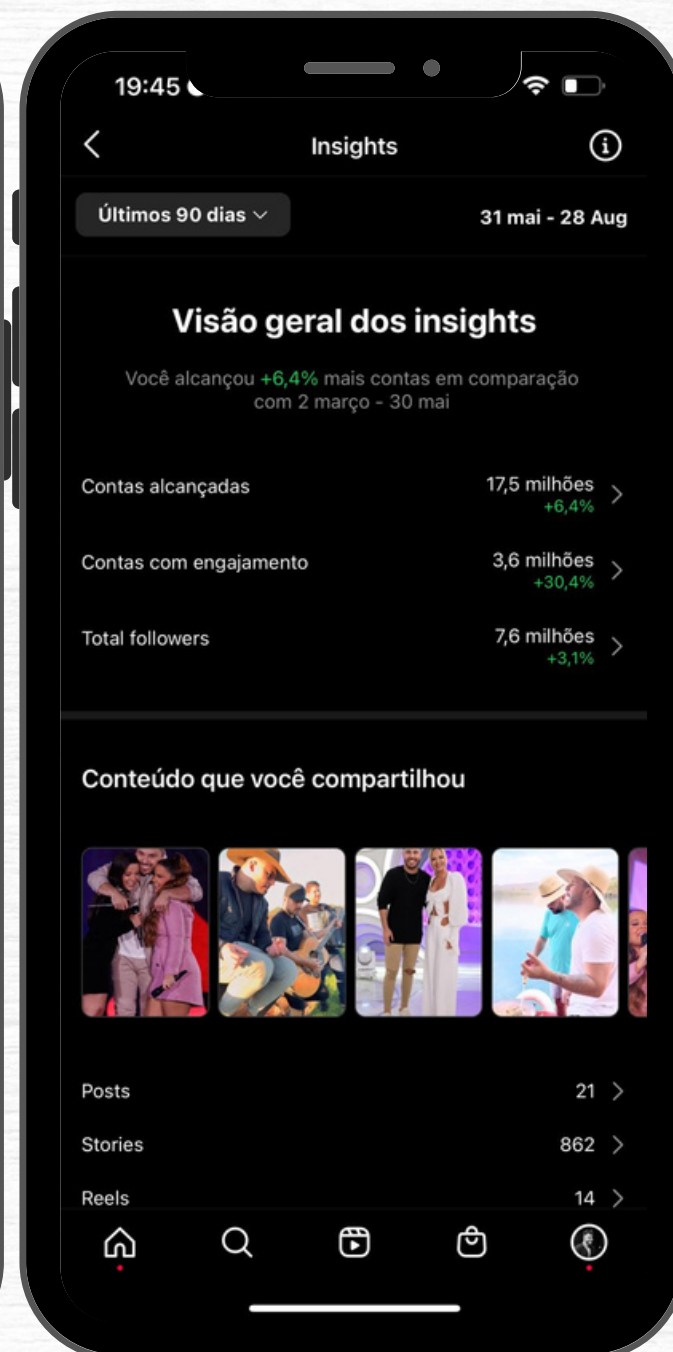 19:45
Insights
Últimos 90 dias
31 mai - 28 Aug
Visão geral dos insights
Você alcançou +6,4% mais contas em comparação
com 2 março - 30 mai
Contas alcançadas
17,5 milhões
+6,4%
Contas com engajamento
3,6 milhões
+30,4%
Total followers
7,6 milhões
+3,1%
Conteúdo que você compartilhou
Posts
21
Stories
862
Reels
14